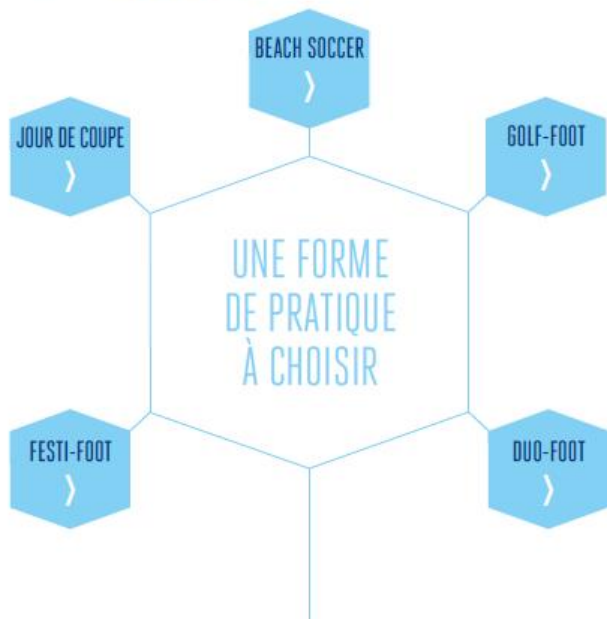 BEACH SOCCER
JOUR DE COUPE
GOLF-FOOT
UNE FORME
DE PRATIQUE
À CHOISIR
FESTI-FOOT
DUO-FOOT